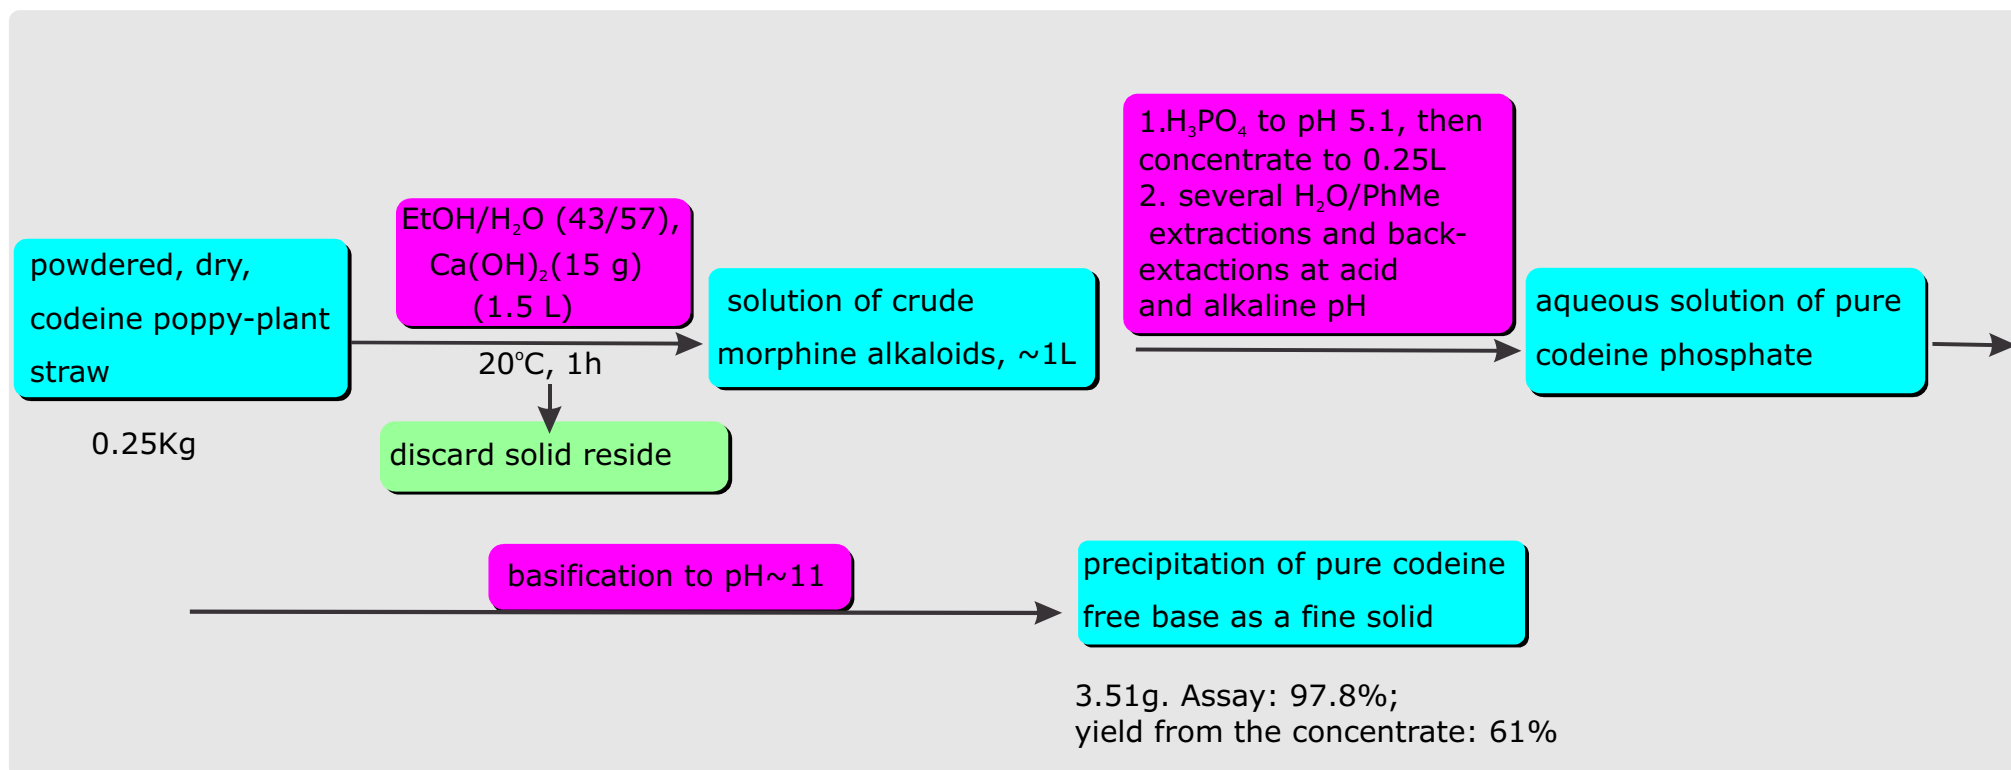 powdered, dry,
codeine poppy-plant
straw
0.25Kg
EtOH/H₂O (43/57),
Ca(OH)₂(15 g)
(1.5 L)
20°C, 1h
discard solid reside
solution of crude
morphine alkaloids, ~1L
1.H₃PO₄ to pH 5.1, then
concentrate to 0.25L
2. several H₂O/PhMe
extractions and back-
extactions at acid
and alkaline pH
aqueous solution of pure
codeine phosphate
basification to pH~11
precipitation of pure codeine
free base as a fine solid
3.51g. Assay: 97.8%;
yield from the concentrate: 61%